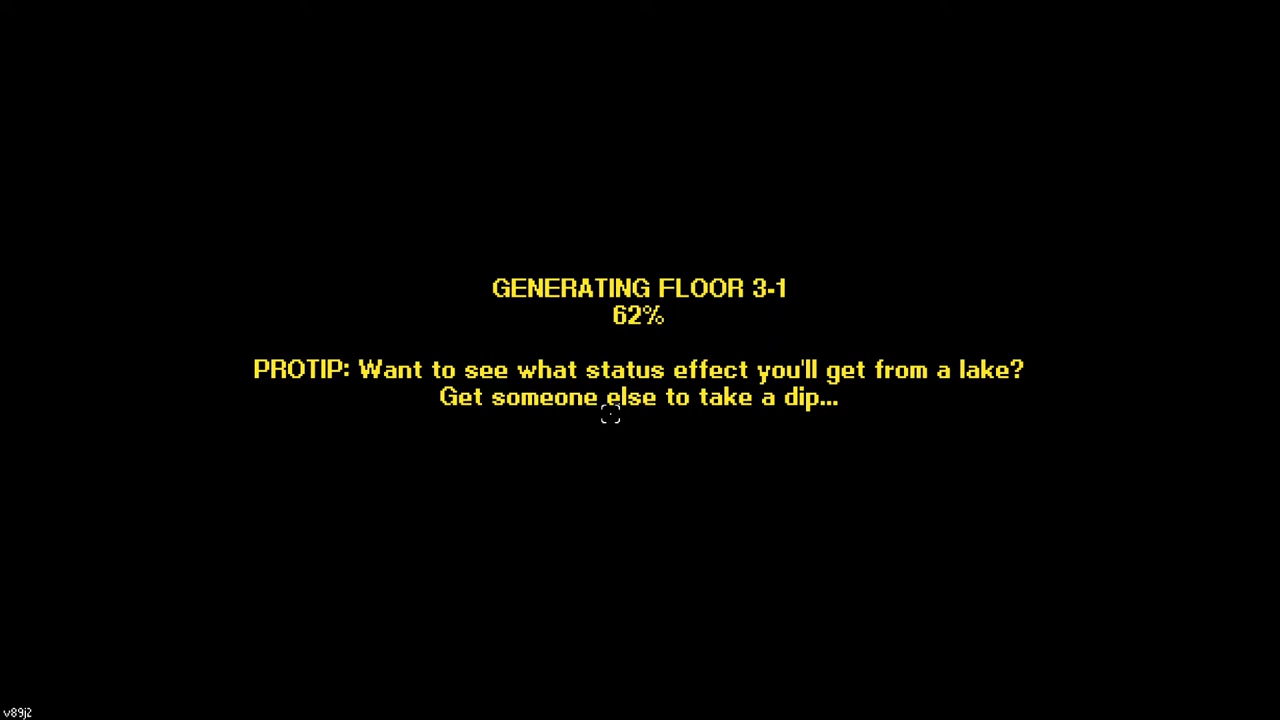 GENERATING FLOOR 3-1
62%
PROTIP: Want to see what status effect you'll get from a lake?
Get someone else to take a dip...
v89j2